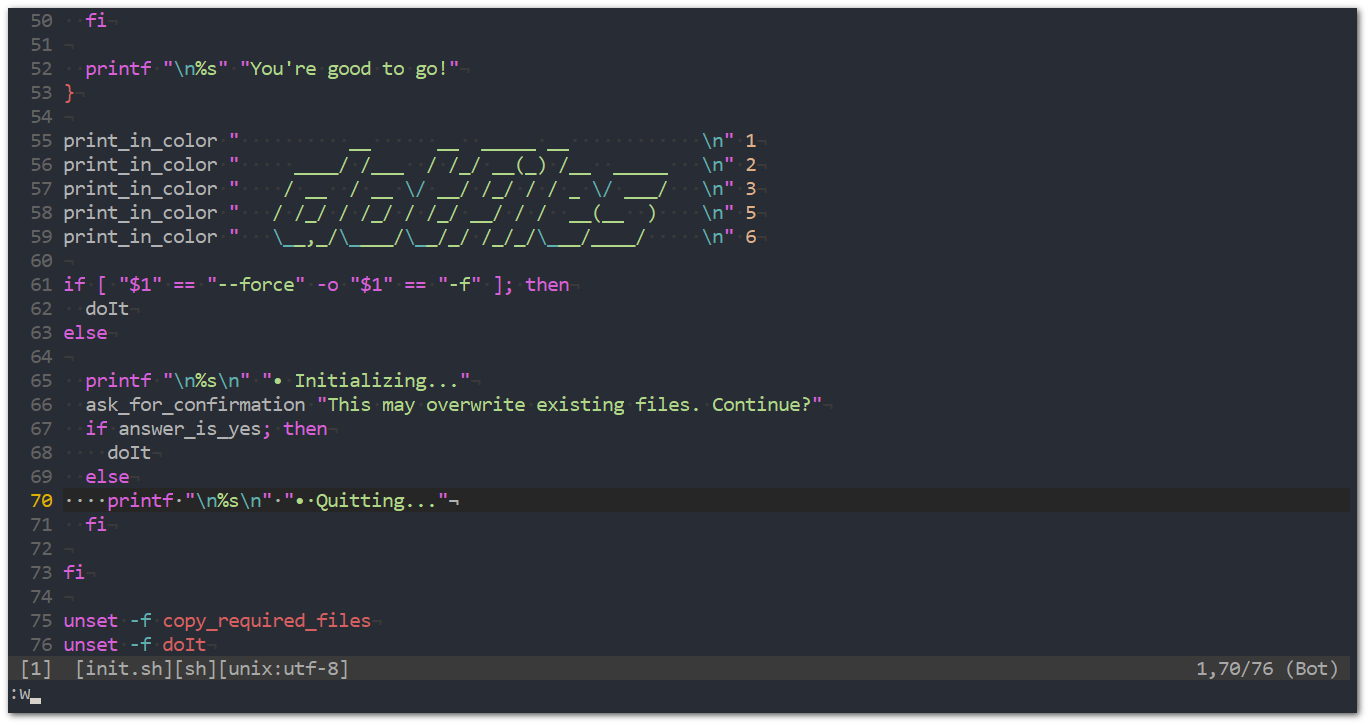 50   fi¬
51 ¬
52   printf "\n%s" "You're good to go!"¬
53 }¬
54 ¬
55 print_in_color "          __      __  _____ __            \n" 1¬
56 print_in_color "     ____/ /___  / /_/ __(_) /__  _____   \n" 2¬
57 print_in_color "    / __  / __ \/ __/ /_/ / / _ \/ ___/   \n" 3¬
58 print_in_color "   / /_/ / /_/ / /_/ __/ / /  __(__  )    \n" 5¬
59 print_in_color "   \__,_/\____/\__/_/ /_/_/\___/____/     \n" 6¬
60 ¬
61 if [ "$1" == "--force" -o "$1" == "-f" ]; then¬
62   doIt¬
63 else¬
64 ¬
65   printf "\n%s\n" "• Initializing..."¬
66   ask_for_confirmation "This may overwrite existing files. Continue?"¬
67   if answer_is_yes; then¬
68     doIt¬
69   else¬
70 ····printf·"\n%s\n"·"•·Quitting..."¬
71   fi¬
72 ¬
73 fi¬
74 ¬
75 unset -f copy_required_files¬
76 unset -f doIt¬
[1]  [init.sh][sh][unix:utf-8] 1,70/76 (Bot)
:w